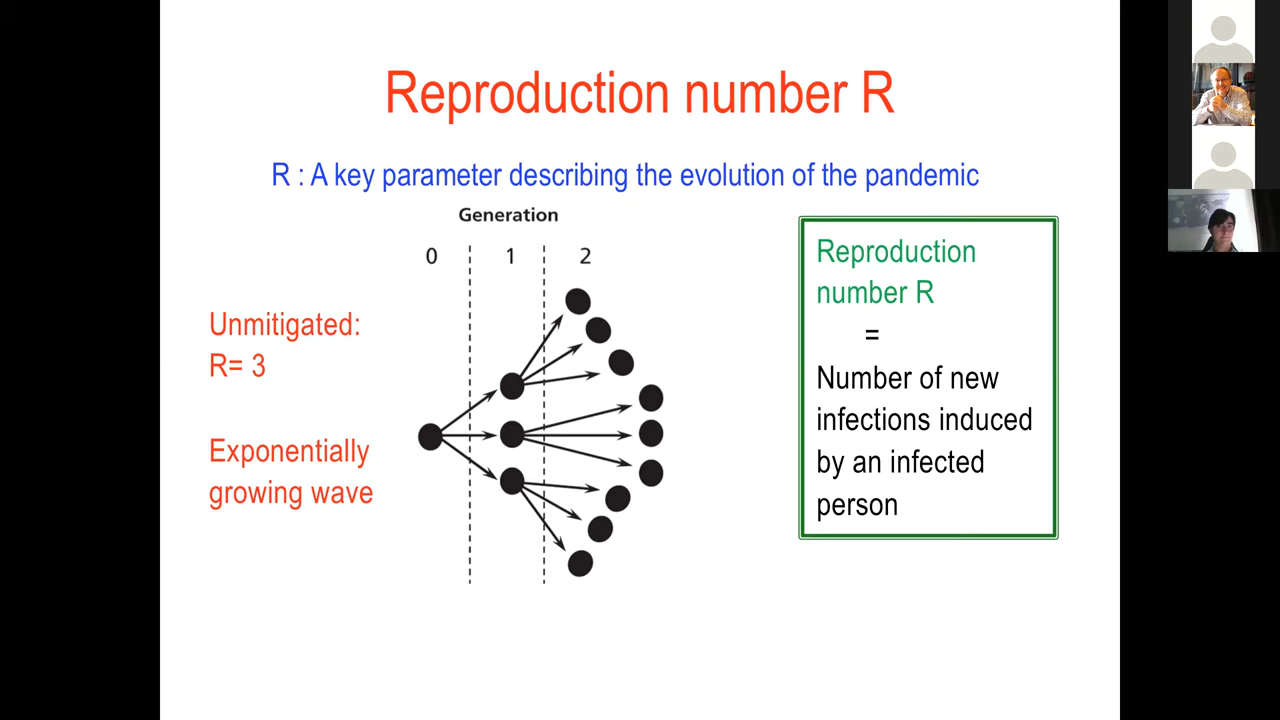 Reproduction number R
R : A key parameter describing the evolution of the pandemic
Generation
0 1 2
Unmitigated:
R= 3
Exponentially
growing wave
Reproduction
number R
=
Number of new
infections induced
by an infected
person